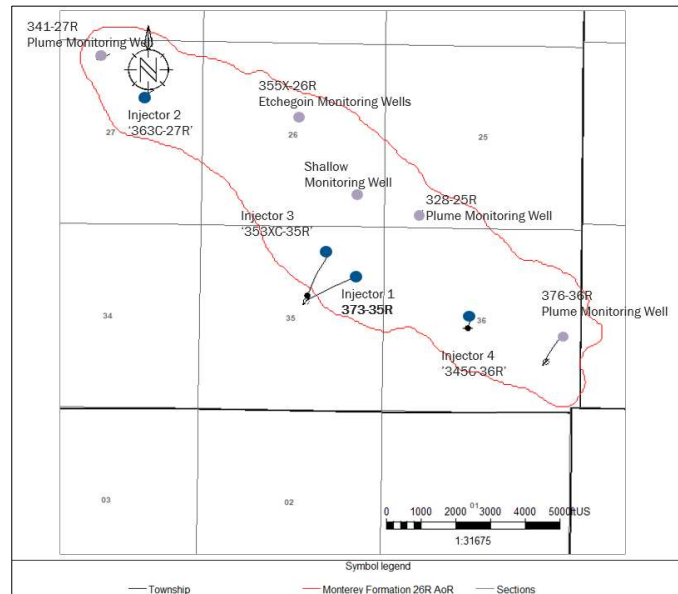 341-27R
Plume Monitoring Well
N
355X-26R
Etchegoin Monitoring Wells
Injector 2
'363C-27R'
27
26
25
Shallow
Monitoring Well
328-25R
Plume Monitoring Well
Injector 3
'353XC-35R'
Injector 1
373-35R
376-36R
Plume Monitoring Well
34
35
36
Injector 4
'345C-36R'
03
02
01
0 1000 2000 3000 4000 5000ftUS
1:31675
Symbol legend
Township
Monterey Formation 26R AoR
Sections